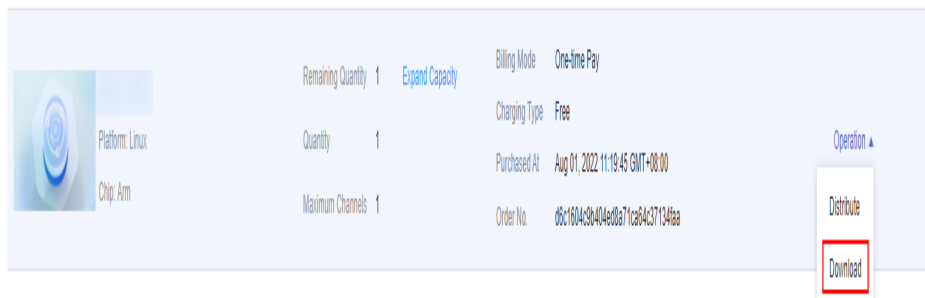 Platform: Linux
Chip: Arm
Remaining Quantity 1 Expand Capacity
Quantity 1
Maximum Channels 1
Billing Mode One-time Pay
Charging Type Free
Purchased At Aug 01, 2022 11:19:45 GMT+08:00
Order No. d6c1604c9b404ed8a71ca64c37134faa
Operation ▲
Distribute
Download